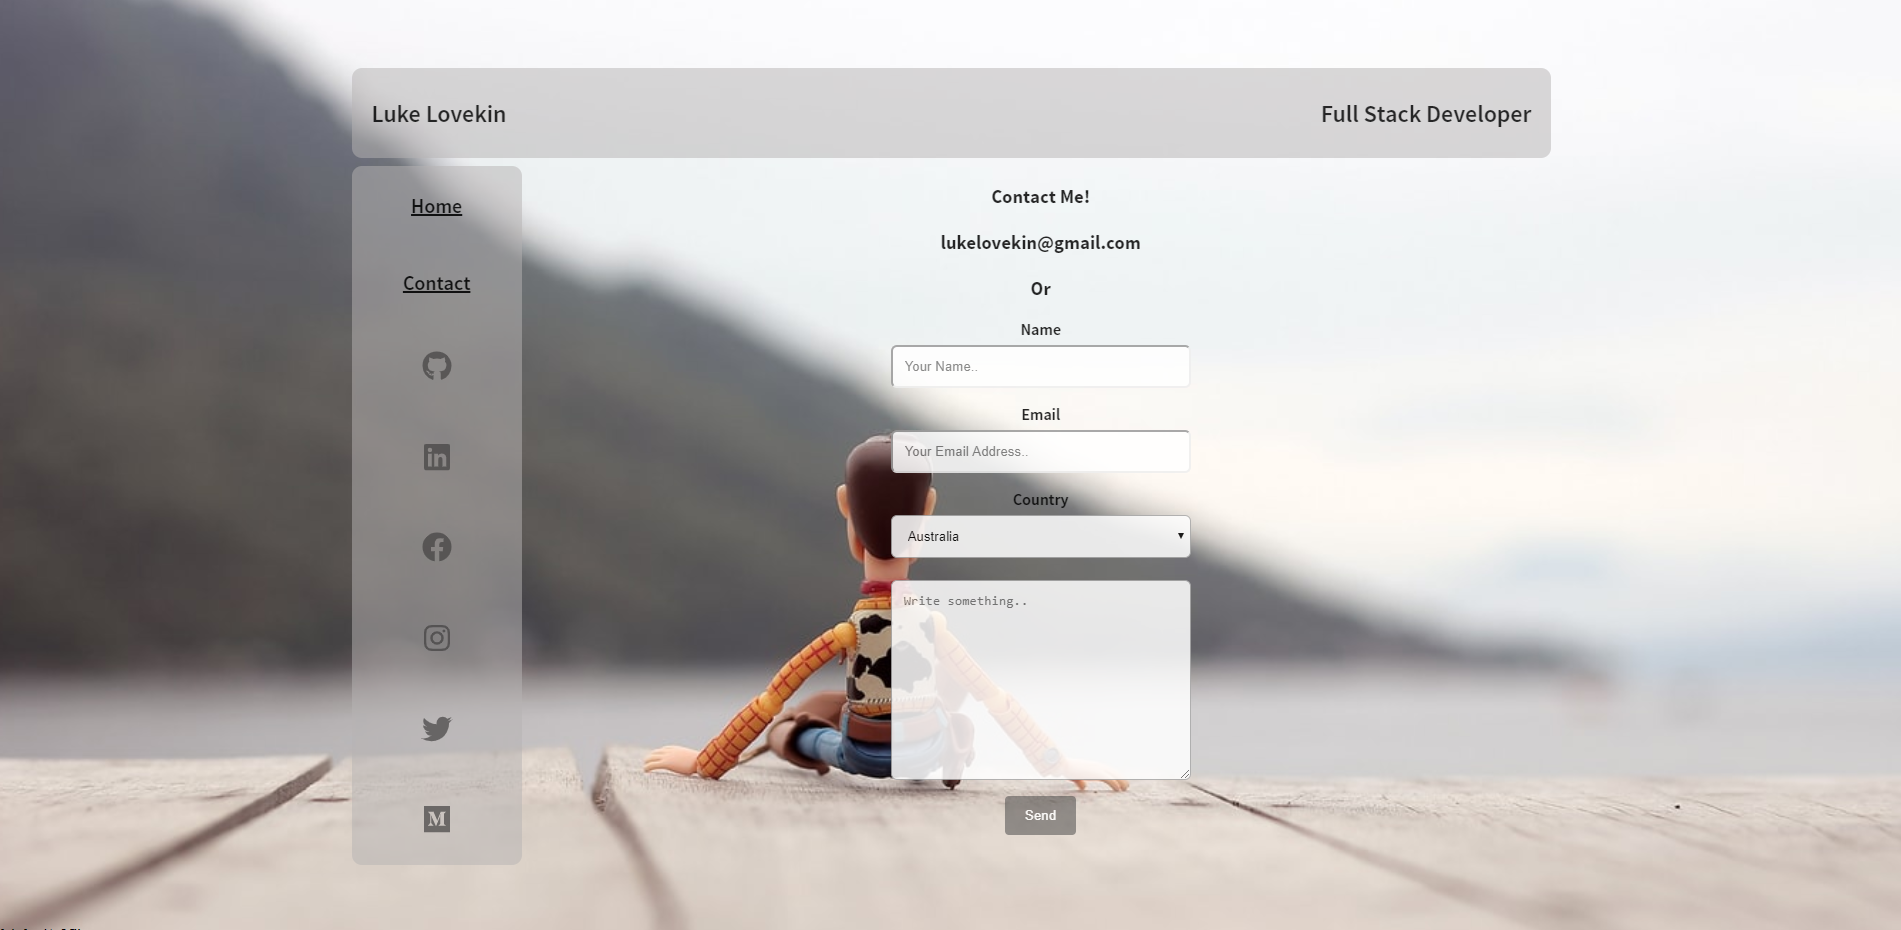 Luke Lovekin
Full Stack Developer
Home
Contact
Contact Me!
lukelovekin@gmail.com
Or
Name
Your Name..
Email
Your Email Address..
Country
Australia
Write something..
Send